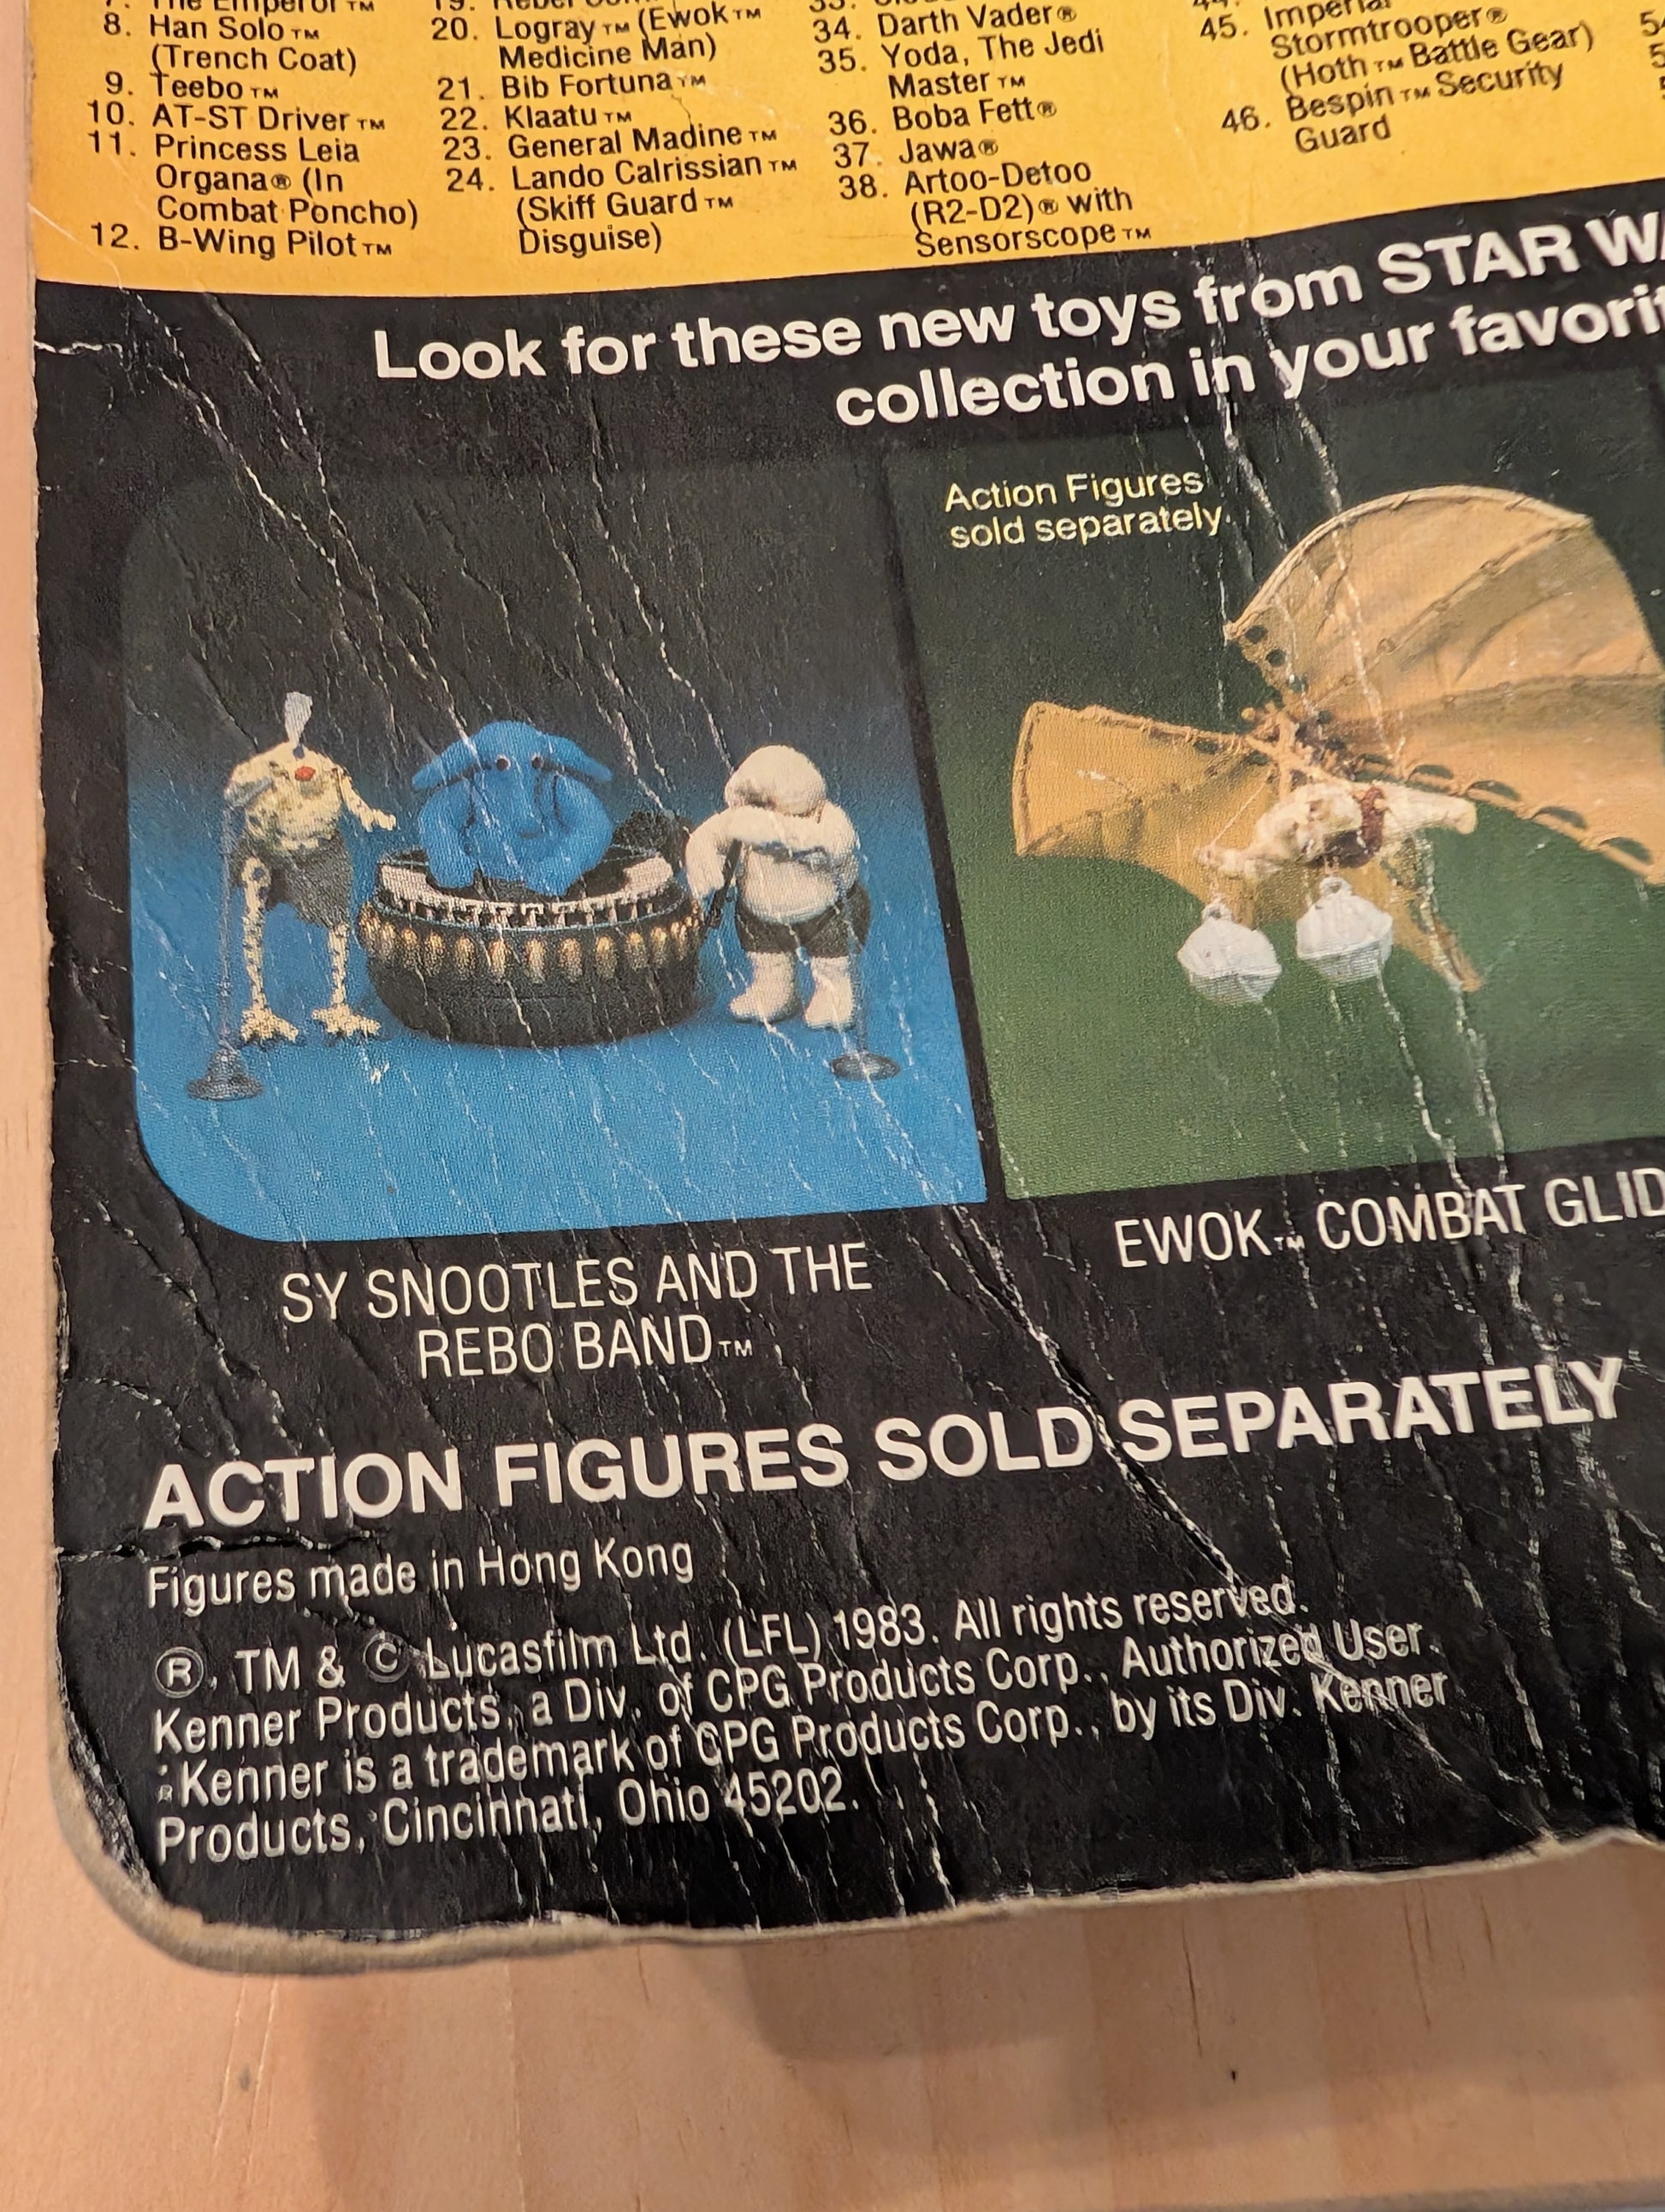 The Emperor™
8. Han Solo™
(Trench Coat)
9. Teebo™
10. AT-ST Driver™
11. Princess Leia
Organa® (In
Combat Poncho)
12. B-Wing Pilot™
20. Logray™ (Ewok™
Medicine Man)
21. Bib Fortuna™
22. Klaatu™
23. General Madine™
24. Lando Calrissian™
(Skiff Guard™
Disguise)
34. Darth Vader®
35. Yoda, The Jedi
Master™
36. Boba Fett®
37. Jawa®
38. Artoo-Detoo
(R2-D2)® with
Sensorscope™
45. Imperial
Stormtrooper®
(Hoth™ Battle Gear)
46. Bespin™ Security
Guard
Look for these new toys from STAR WA
collection in your favorit
Action Figures
sold separately.
SY SNOOTLES AND THE
REBO BAND™
EWOK™ COMBAT GLID
ACTION FIGURES SOLD SEPARATELY
Figures made in Hong Kong
®, TM & © Lucasfilm Ltd. (LFL) 1983. All rights reserved.
Kenner Products, a Div. of CPG Products Corp., Authorized User.
Kenner is a trademark of CPG Products Corp., by its Div. Kenner
Products, Cincinnati, Ohio 45202.